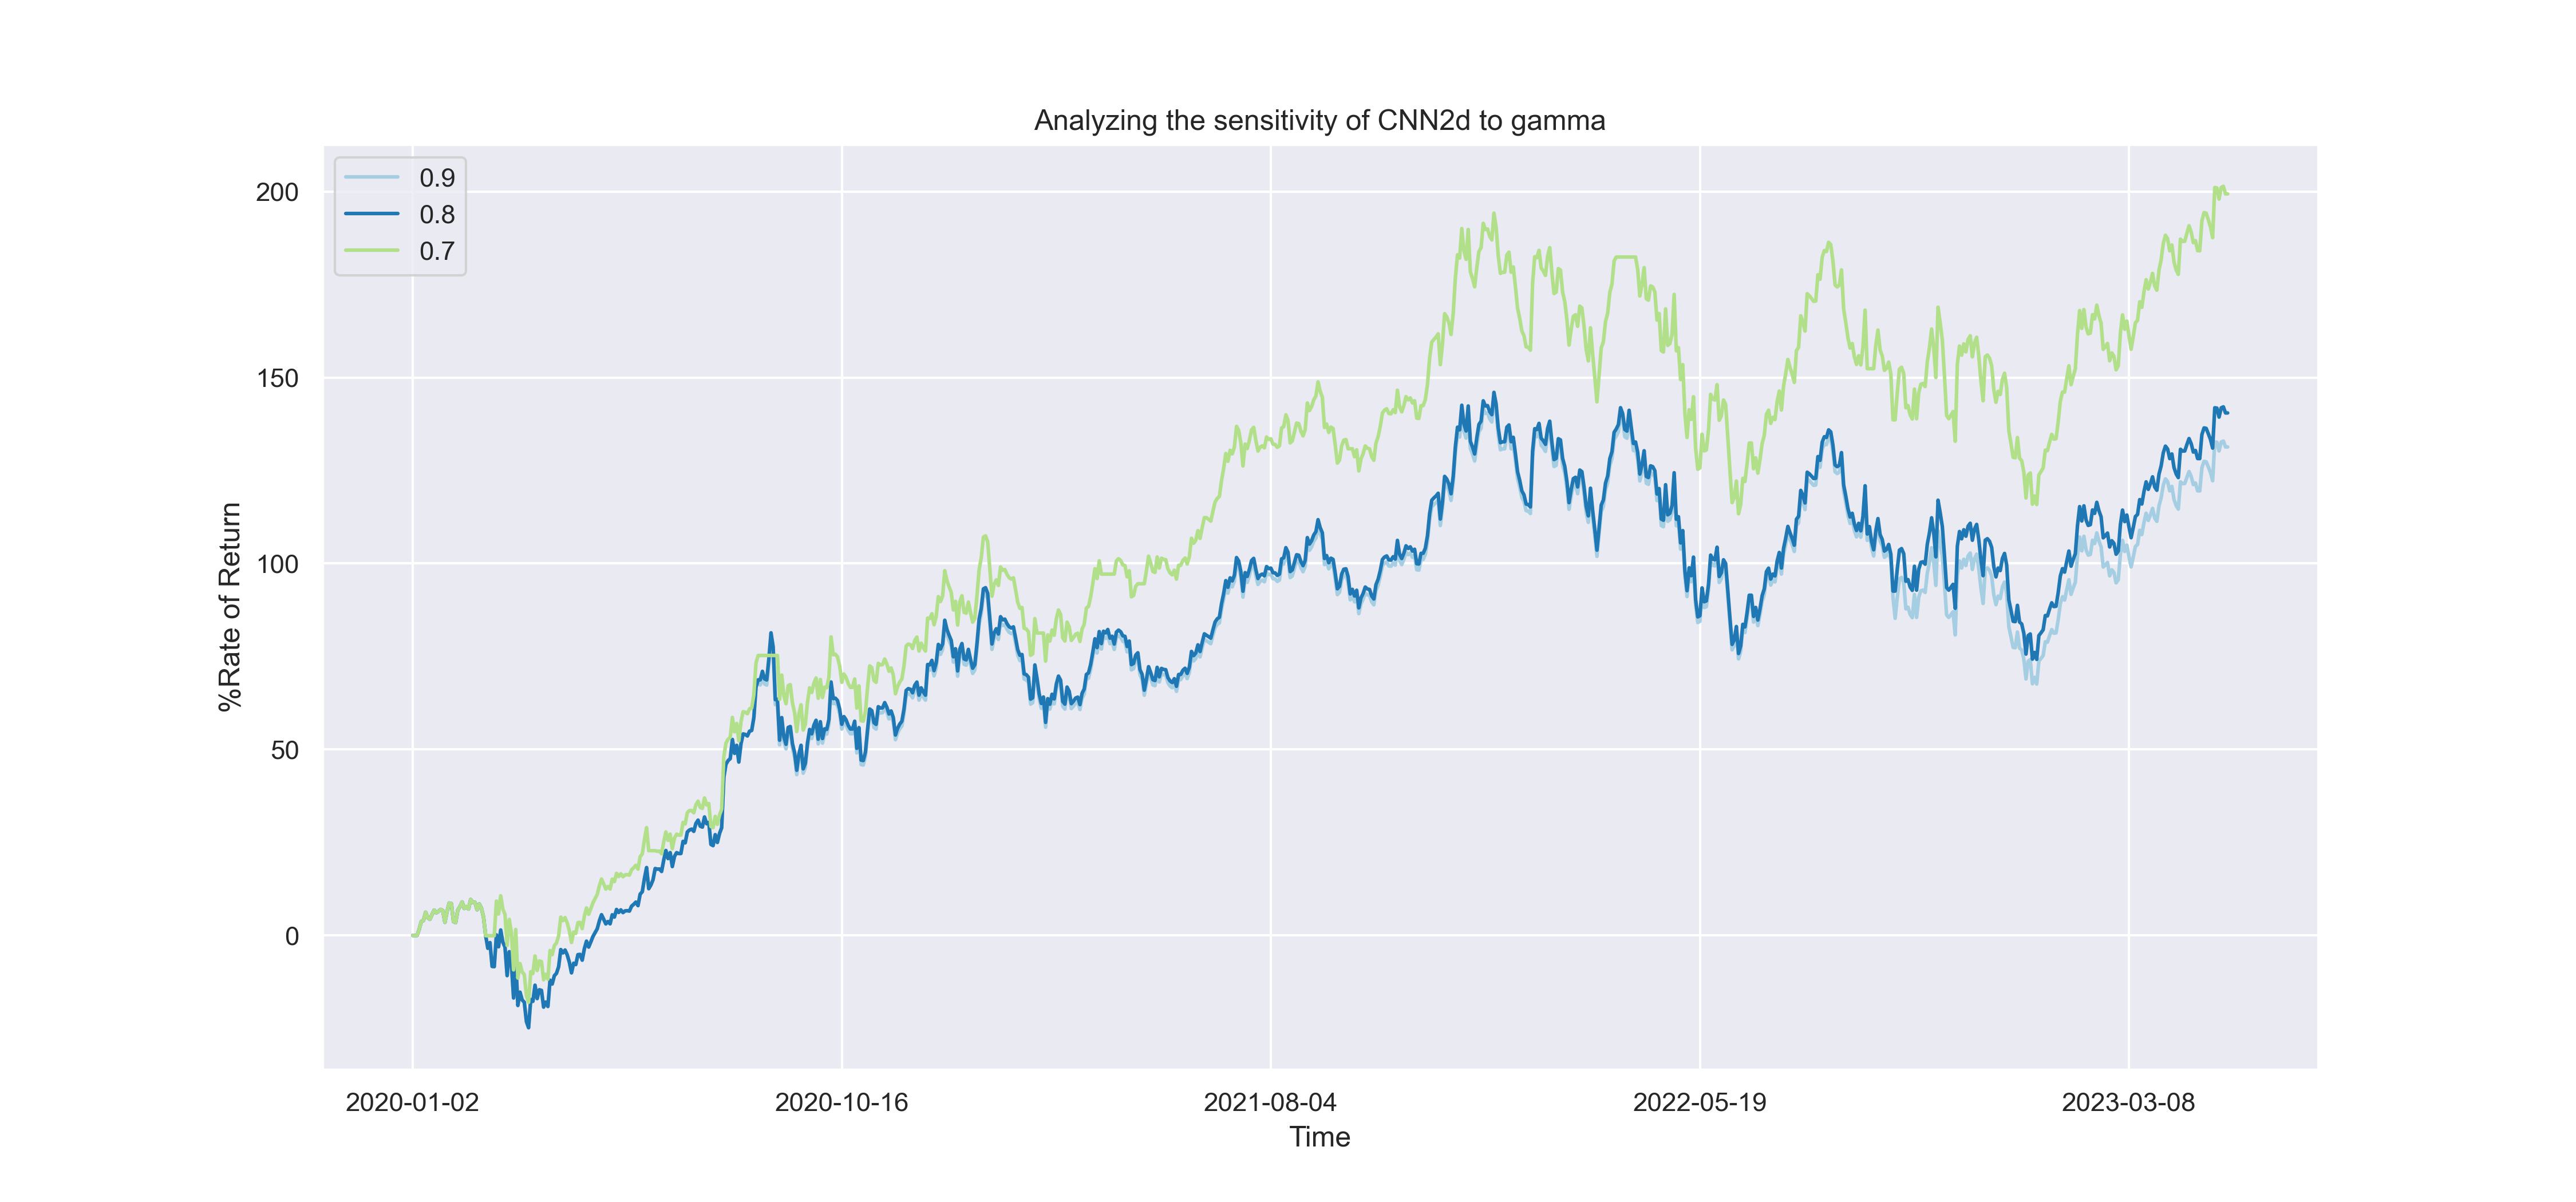 Analyzing the sensitivity of CNN2d to gamma
0.9
0.8
0.7
200
150
100
50
0
%Rate of Return
2020-01-02 2020-10-16 2021-08-04 2022-05-19 2023-03-08
Time